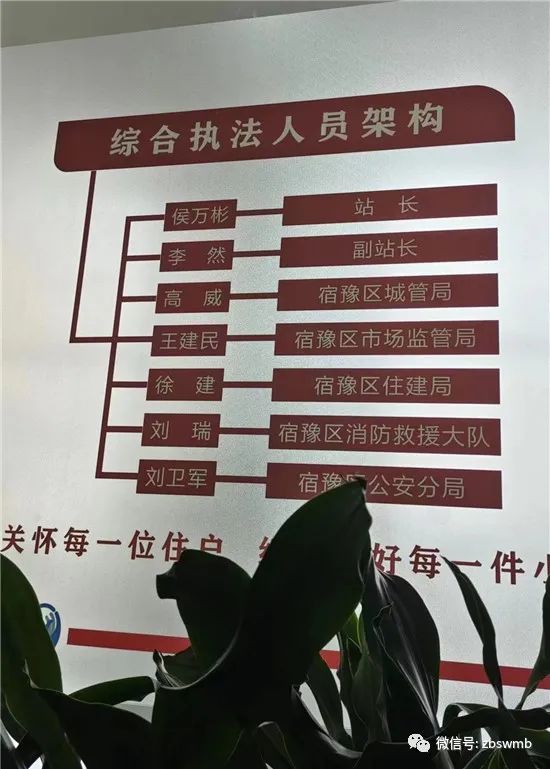 综合执法人员架构
侯万彬 站长
李然 副站长
高威 宿豫区城管局
王建民 宿豫区市场监管局
徐建 宿豫区住建局
刘瑞 宿豫区消防救援大队
刘卫军 宿豫区公安分局
关怀每一位住户 好每一件小
微信号: zbswmb